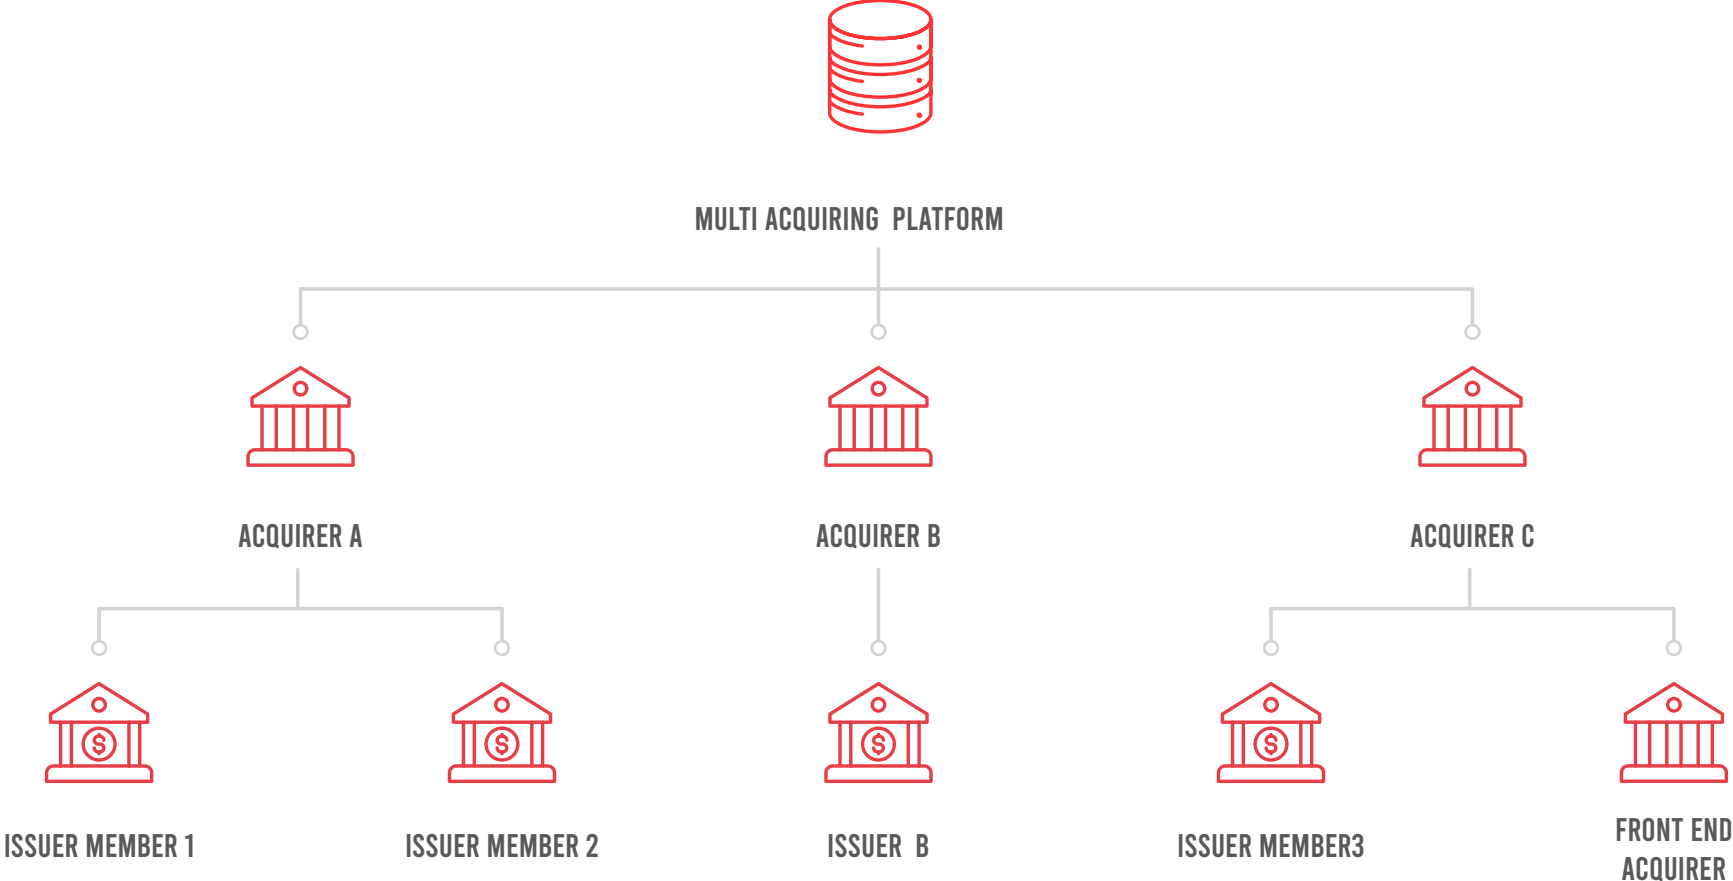 MULTI ACQUIRING PLATFORM
ACQUIRER A
ACQUIRER B
ACQUIRER C
$
$
$
$
ISSUER MEMBER 1
ISSUER MEMBER 2
ISSUER B
ISSUER MEMBER3
FRONT END
ACQUIRER